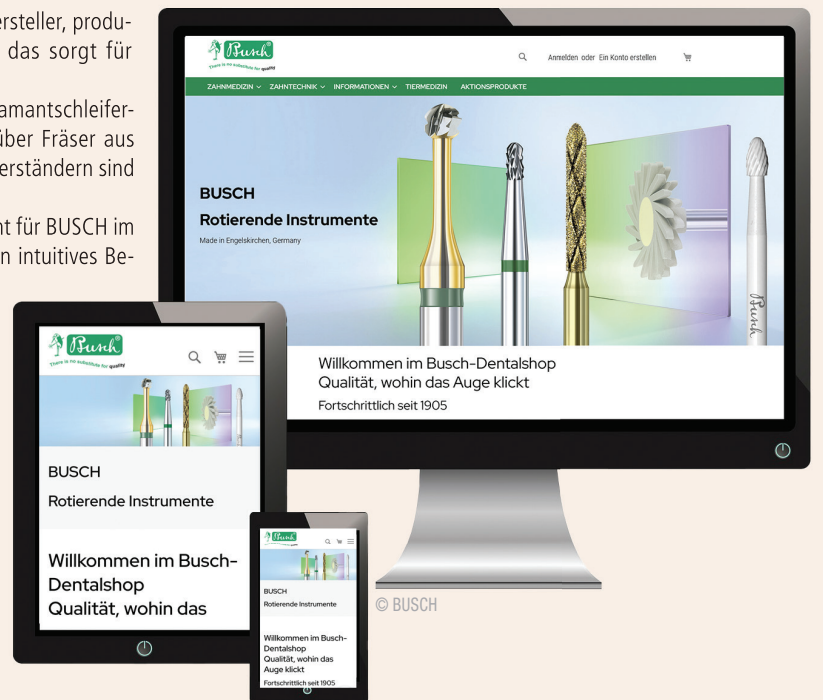 ersteller, produ-
das sorgt für
amantschleifer-
über Fräser aus
erständern sind
nt für BUSCH im
n intuitives Be-
Busch
There is no substitute for quality
Anmelden oder Ein Konto erstellen
ZAHNMEDIZIN ZAHNTECHNIK INFORMATIONEN TIERMEDIZIN AKTIONSPRODUKTE
BUSCH
Rotierende Instrumente
Made in Engelskirchen, Germany
Busch
Willkommen im Busch-Dentalshop
Qualität, wohin das Auge klickt
Fortschrittlich seit 1905
Busch
There is no substitute for quality
BUSCH
Rotierende Instrumente
Willkommen im Busch-
Dentalshop
Qualität, wohin das
Busch
BUSCH
Rotierende Instrumente
Willkommen im Busch-
Dentalshop
Qualität, wohin das
Auge klickt
Fortschrittlich seit 1905
© BUSCH